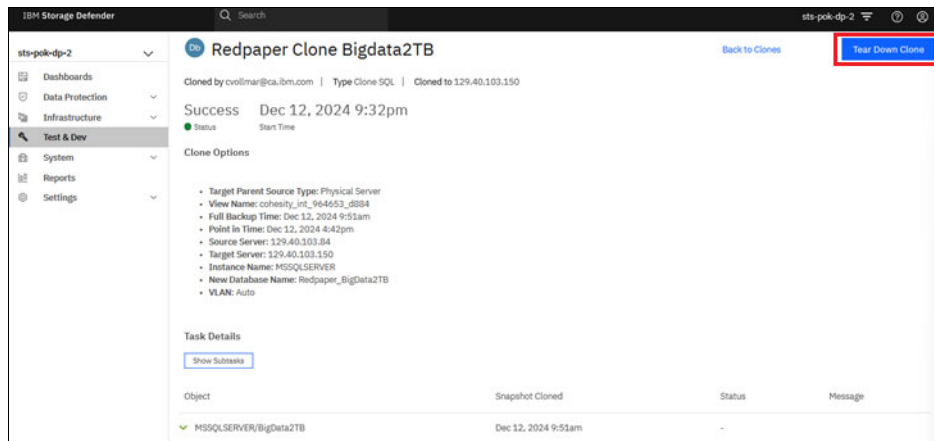 IBM Storage Defender
Search
sts-pok-dp-2
sts-pok-dp-2
Dashboards
Data Protection
Infrastructure
Test & Dev
System
Reports
Settings
Db
Redpaper Clone Bigdata2TB
Back to Clones
Tear Down Clone
Cloned by cvollmar@ca.ibm.com | Type Clone SQL | Cloned to 129.40.103.150
Success Dec 12, 2024 9:32pm
Status Start Time
Clone Options
• Target Parent Source Type: Physical Server
• View Name: cohesity_int_964653_d884
• Full Backup Time: Dec 12, 2024 9:51am
• Point in Time: Dec 12, 2024 4:42pm
• Source Server: 129.40.103.84
• Target Server: 129.40.103.150
• Instance Name: MSSQLSERVER
• New Database Name: Redpaper_BigData2TB
• VLAN: Auto
Task Details
Show Subtasks
Object Snapshot Cloned Status Message
MSSQLSERVER/BigData2TB Dec 12, 2024 9:51am -